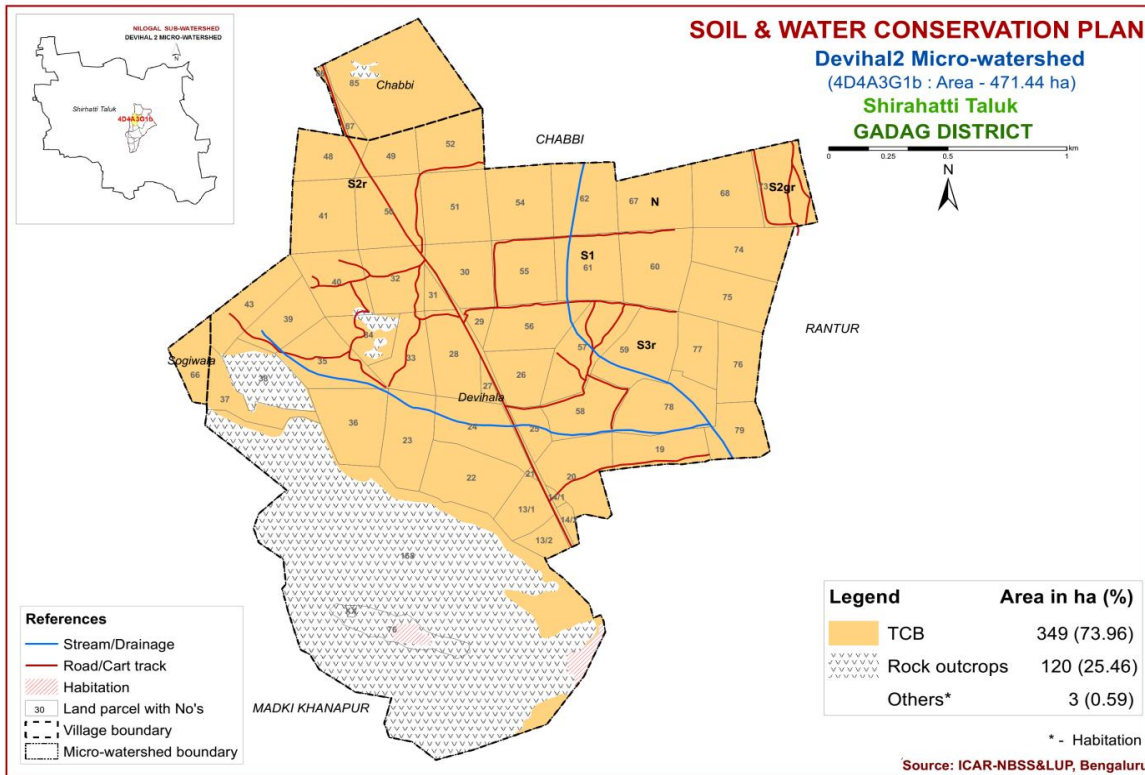 NILOGAL SUB-WATERSHED
DEVIHAL 2 MICRO-WATERSHED
N
Shirhatti Taluk
4D4A3G1b
SOIL & WATER CONSERVATION PLAN
Devihal2 Micro-watershed
(4D4A3G1b : Area - 471.44 ha)
Shirahatti Taluk
GADAG DISTRICT
0 0.25 0.5 1 km
N
85 Chabbi
87
CHABBI
48 49 52
S2r
41 50 51 54 62 67 N 68 73 S2gr
74
S1
40 32 31 30 55 61 60
75
RANTUR
43 39 34 33 29 56
35 28 57 59 S3r 77 76
Sogiwala
66 38 27 26
37 Devihala
36 23 24 25 58 78 79
19
22 21 20
14/1
13/1
13/2
XX
76
MADKI KHANAPUR
References
Stream/Drainage
Road/Cart track
Habitation
30 Land parcel with No's
Village boundary
Micro-watershed boundary
Legend Area in ha (%)
TCB 349 (73.96)
Rock outcrops 120 (25.46)
Others* 3 (0.59)
* - Habitation
Source: ICAR-NBSS&LUP, Bengaluru